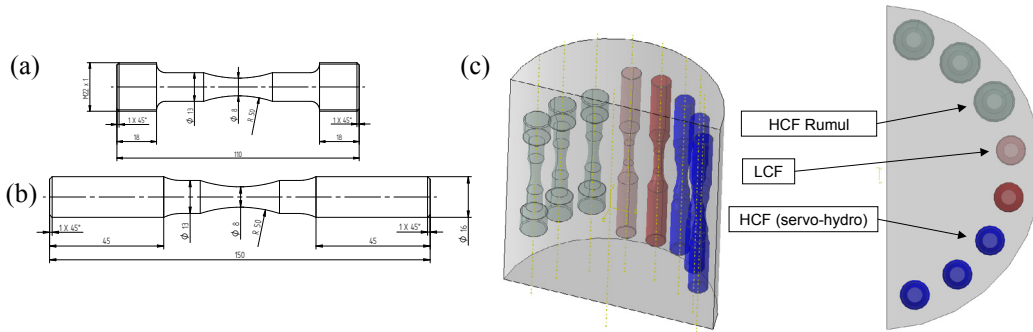 (a)
M22 x 1
Φ 13
Φ 8
R 50
1 X 45°
1 X 45°
18
18
110
(b)
Φ 13
Φ 8
R 50
1 X 45°
1 X 45°
Φ 16
45
45
150
(c)
HCF Rumul
LCF
HCF (servo-hydro)